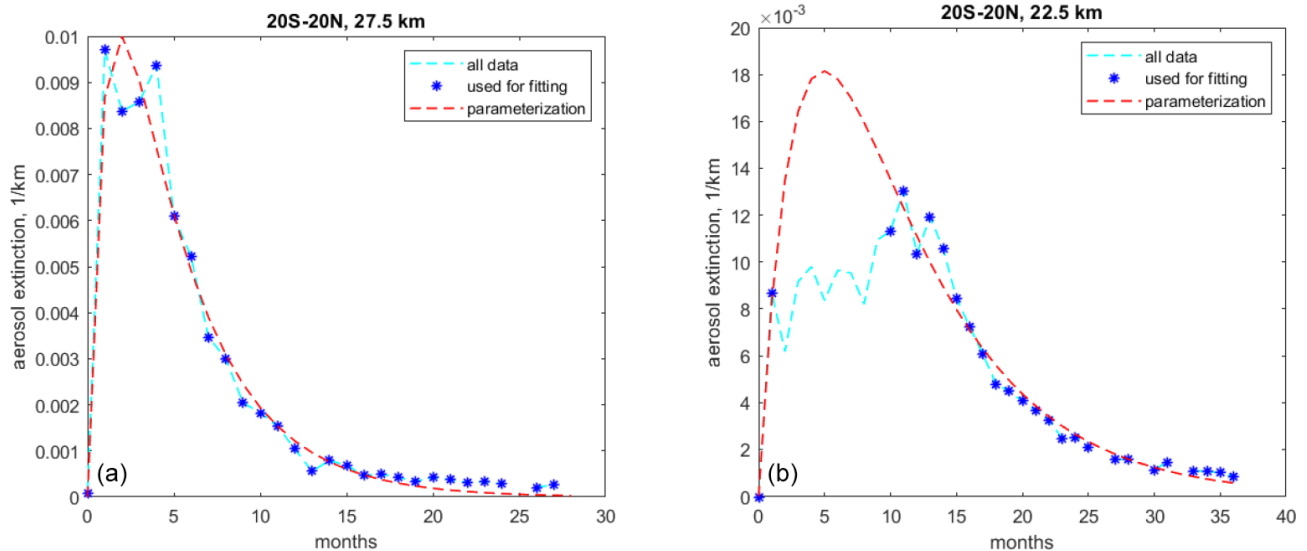 20S-20N, 27.5 km
0.01
0.009
0.008
0.007
0.006
0.005
0.004
0.003
0.002
0.001
0
aerosol extinction, 1/km
all data
used for fitting
parameterization
(a)
0 5 10 15 20 25 30
months
20S-20N, 22.5 km
×10-3
20
18
16
14
12
10
8
6
4
2
0
aerosol extinction, 1/km
all data
used for fitting
parameterization
(b)
0 5 10 15 20 25 30 35 40
months